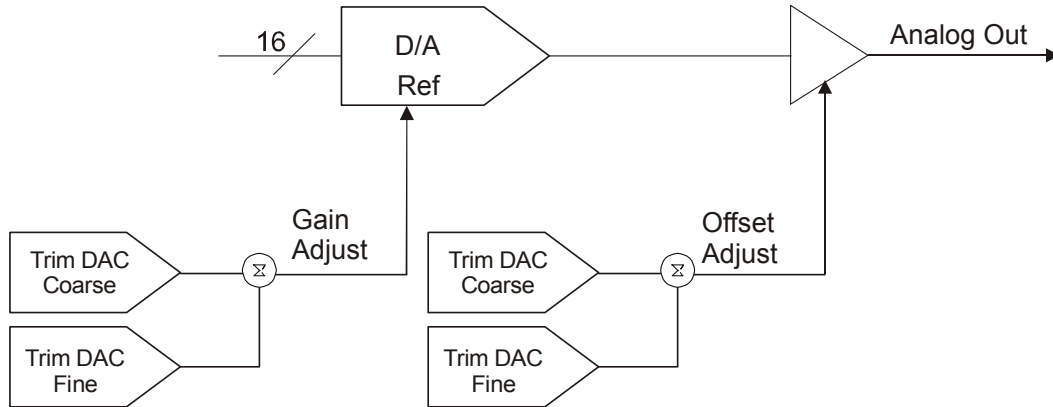 16
D/A
Ref
Analog Out
Gain
Adjust
Offset
Adjust
Trim DAC
Coarse
Σ
Trim DAC
Coarse
Σ
Trim DAC
Fine
Trim DAC
Fine